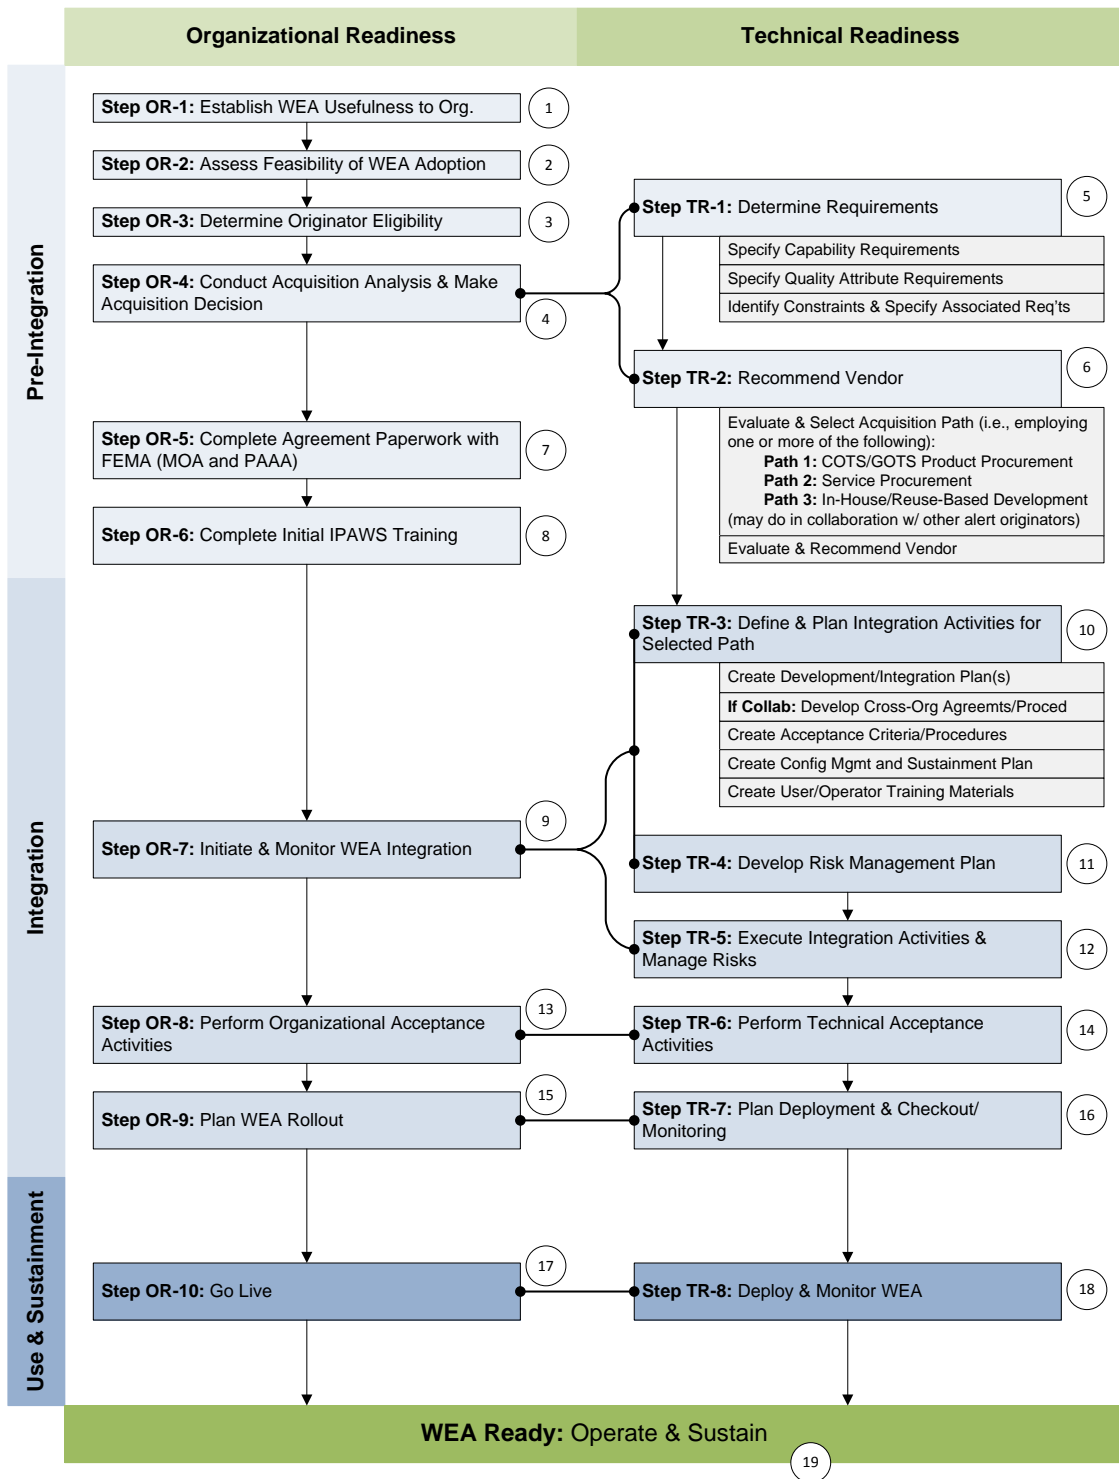 Organizational Readiness
Technical Readiness
Pre-Integration
Step OR-1: Establish WEA Usefulness to Org.
1
Step OR-2: Assess Feasibility of WEA Adoption
2
Step OR-3: Determine Originator Eligibility
3
Step OR-4: Conduct Acquisition Analysis & Make
Acquisition Decision
4
Step TR-1: Determine Requirements
5
Specify Capability Requirements
Specify Quality Attribute Requirements
Identify Constraints & Specify Associated Req'ts
Step TR-2: Recommend Vendor
6
Evaluate & Select Acquisition Path (i.e., employing
one or more of the following):
Path 1: COTS/GOTS Product Procurement
Path 2: Service Procurement
Path 3: In-House/Reuse-Based Development
(may do in collaboration w/ other alert originators)
Evaluate & Recommend Vendor
Step OR-5: Complete Agreement Paperwork with
FEMA (MOA and PAAA)
7
Step OR-6: Complete Initial IPAWS Training
8
Integration
Step OR-7: Initiate & Monitor WEA Integration
9
Step TR-3: Define & Plan Integration Activities for
Selected Path
10
Create Development/Integration Plan(s)
If Collab: Develop Cross-Org Agreemts/Proced
Create Acceptance Criteria/Procedures
Create Config Mgmt and Sustainment Plan
Create User/Operator Training Materials
Step TR-4: Develop Risk Management Plan
11
Step TR-5: Execute Integration Activities &
Manage Risks
12
Step OR-8: Perform Organizational Acceptance
Activities
13
Step TR-6: Perform Technical Acceptance
Activities
14
Step OR-9: Plan WEA Rollout
15
Step TR-7: Plan Deployment & Checkout/
Monitoring
16
Use & Sustainment
Step OR-10: Go Live
17
Step TR-8: Deploy & Monitor WEA
18
WEA Ready: Operate & Sustain
19